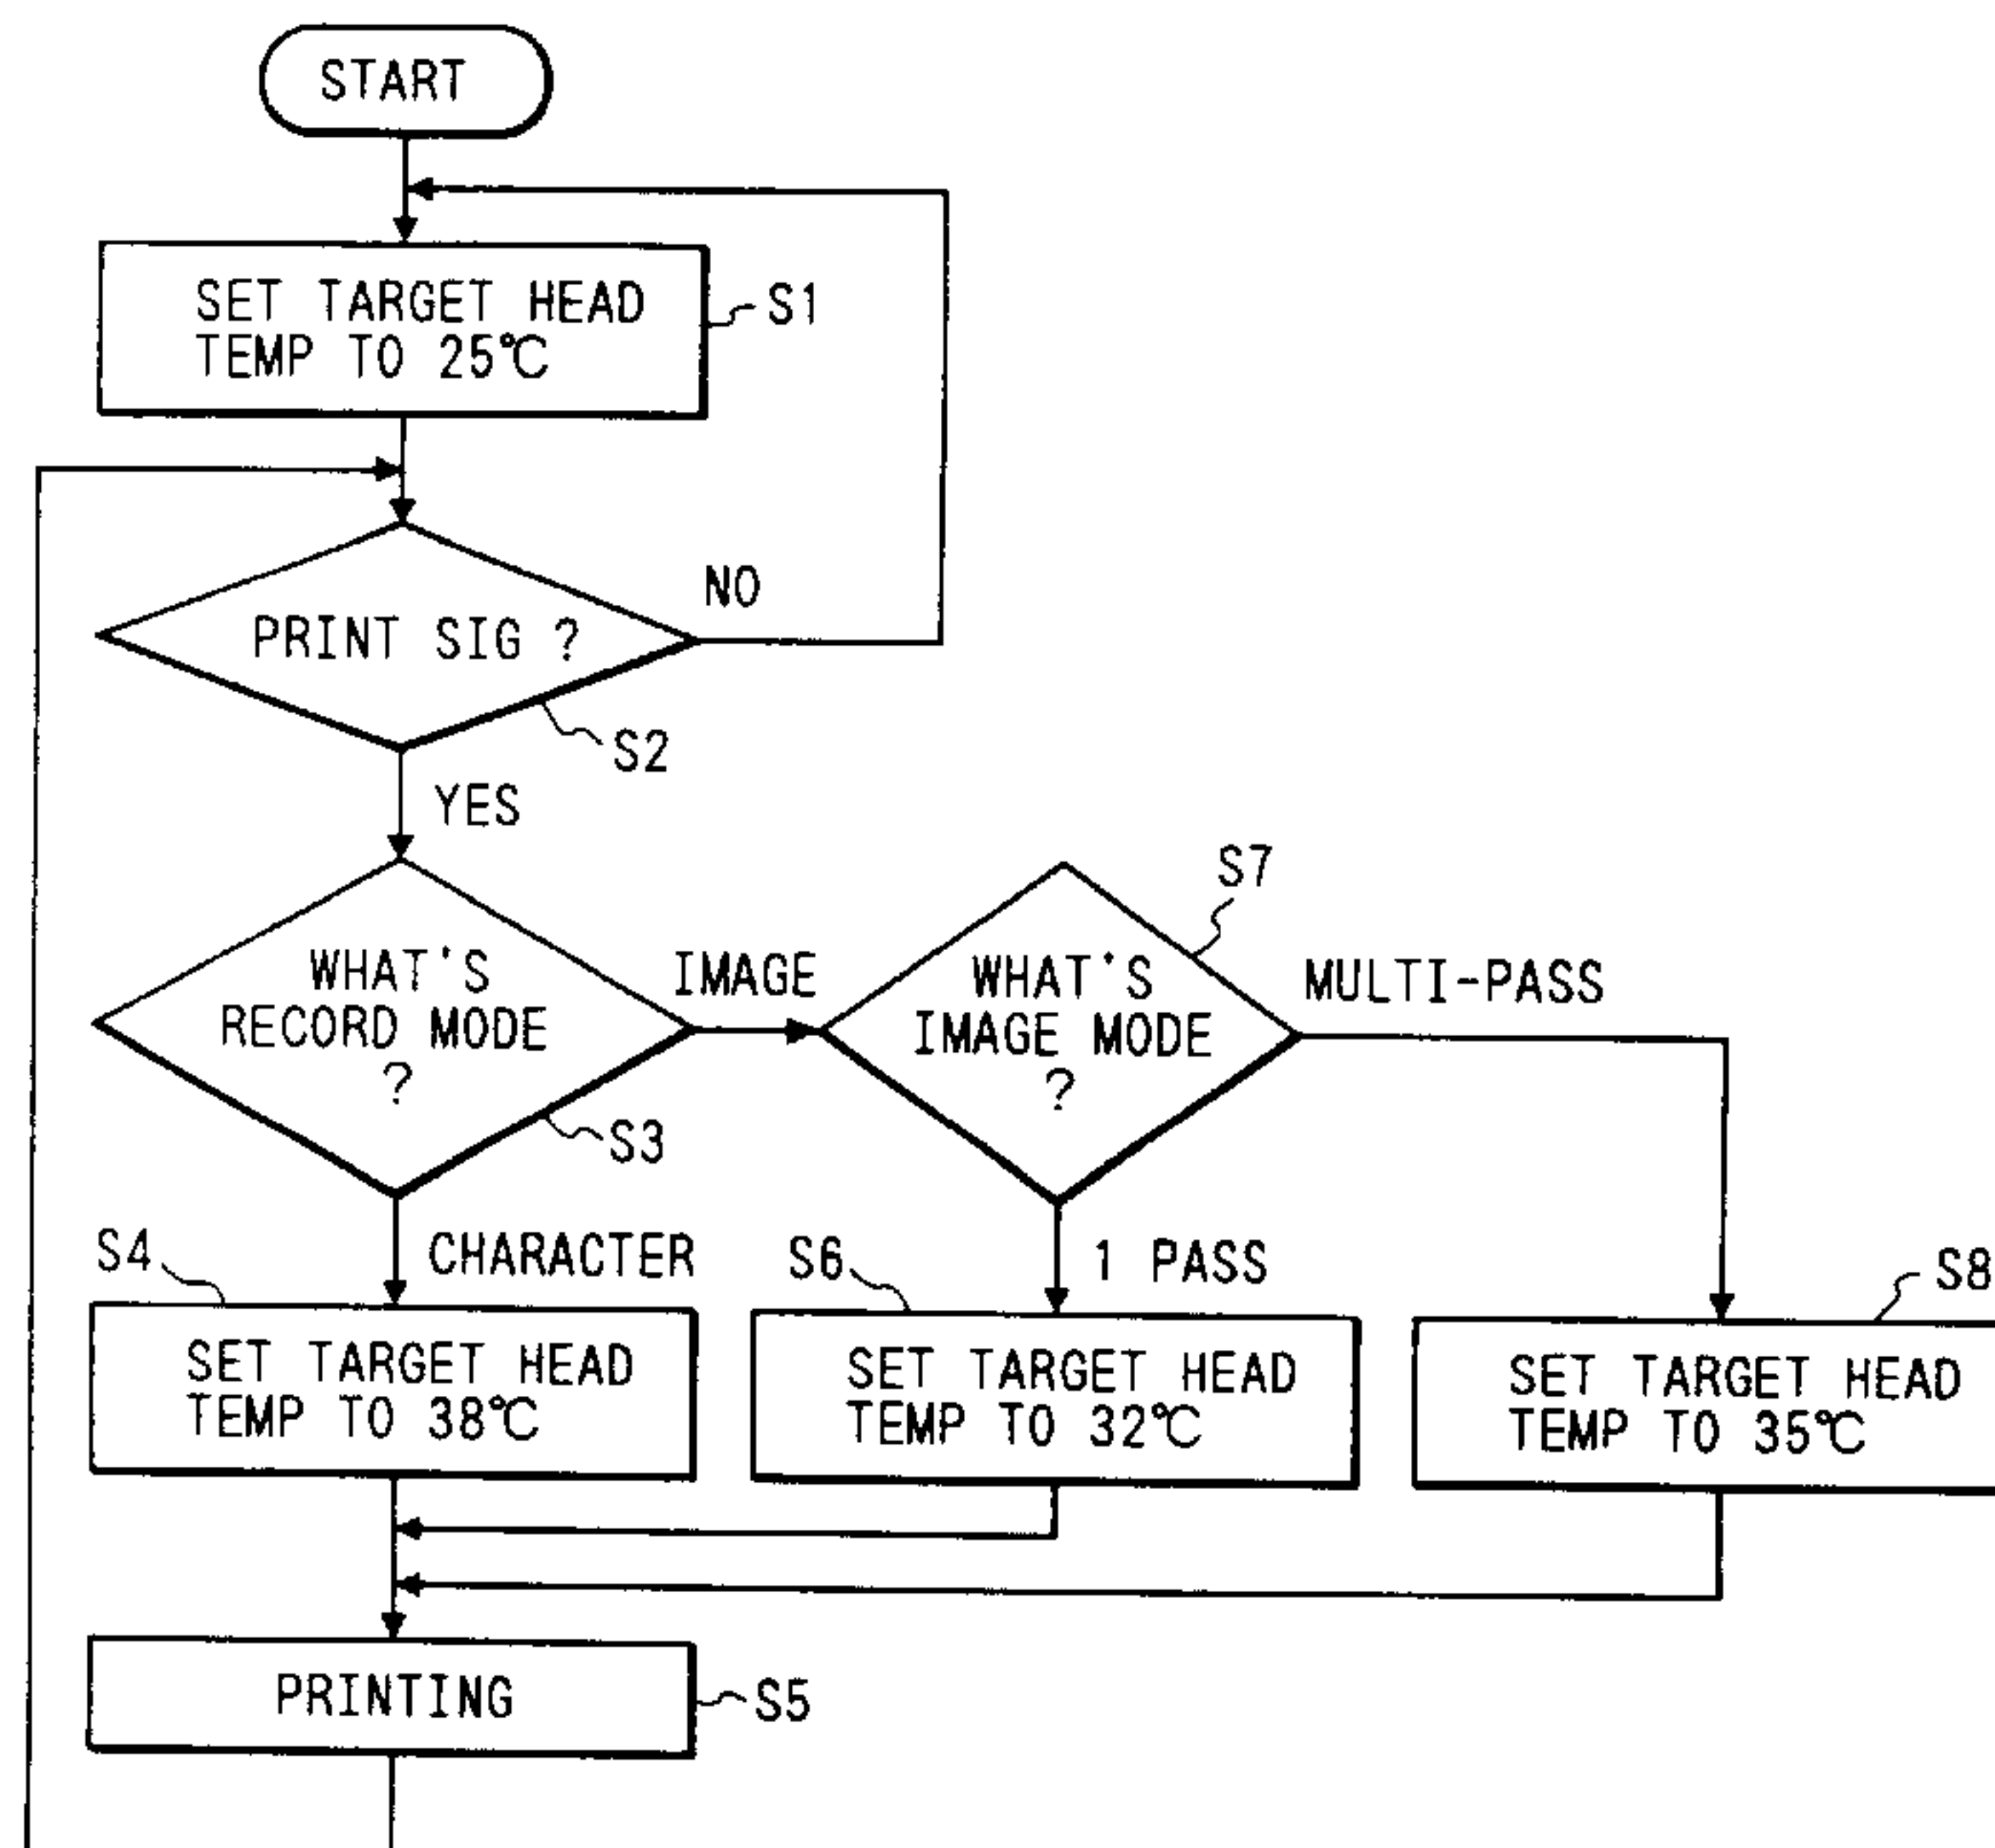 START
SET TARGET HEAD
TEMP TO 25℃
S1
PRINT SIG ?
NO
S2
YES
WHAT'S
RECORD MODE
?
S3
IMAGE
WHAT'S
IMAGE MODE
?
S7
MULTI-PASS
CHARACTER
S4
SET TARGET HEAD
TEMP TO 38℃
1 PASS
S6
SET TARGET HEAD
TEMP TO 32℃
S8
SET TARGET HEAD
TEMP TO 35℃
PRINTING
S5